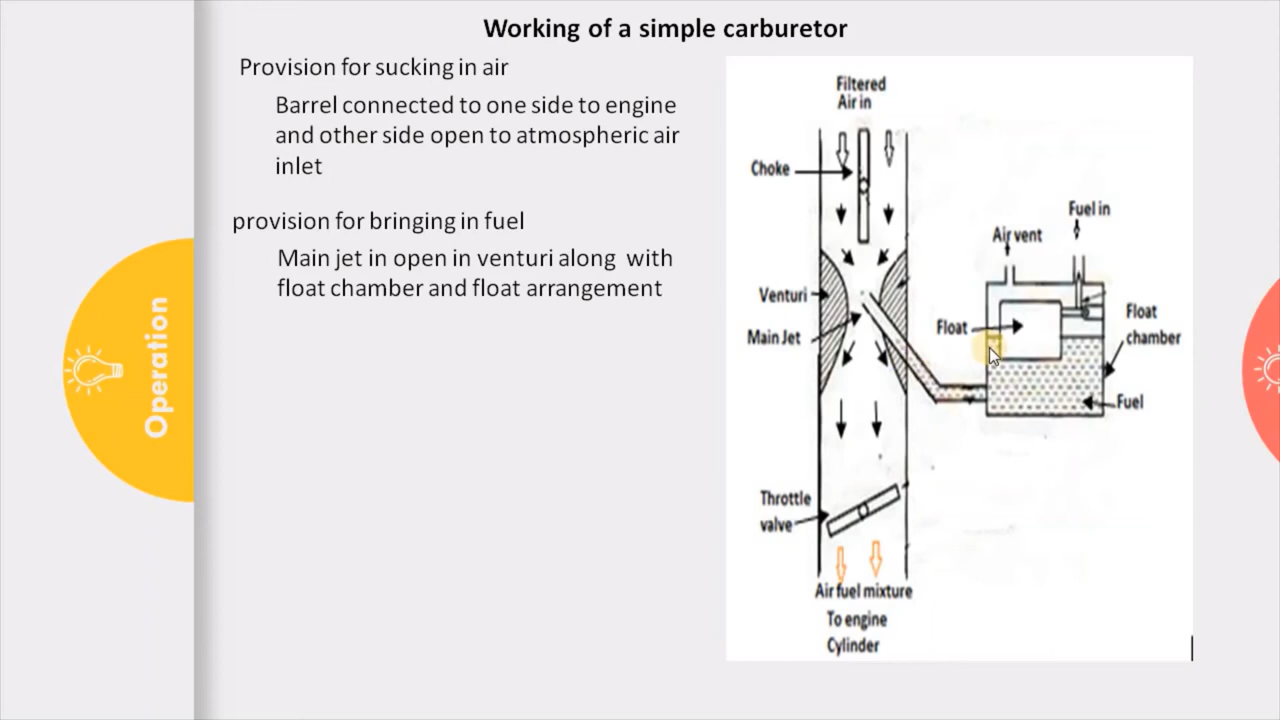 Working of a simple carburetor
Provision for sucking in air
Barrel connected to one side to engine
and other side open to atmospheric air
inlet
provision for bringing in fuel
Main jet in open in venturi along with
float chamber and float arrangement
Operation
Filtered
Air in
Choke
Venturi
Main Jet
Throttle
valve
Air fuel mixture
To engine
Cylinder
Fuel in
Air vent
Float
Float
chamber
Fuel